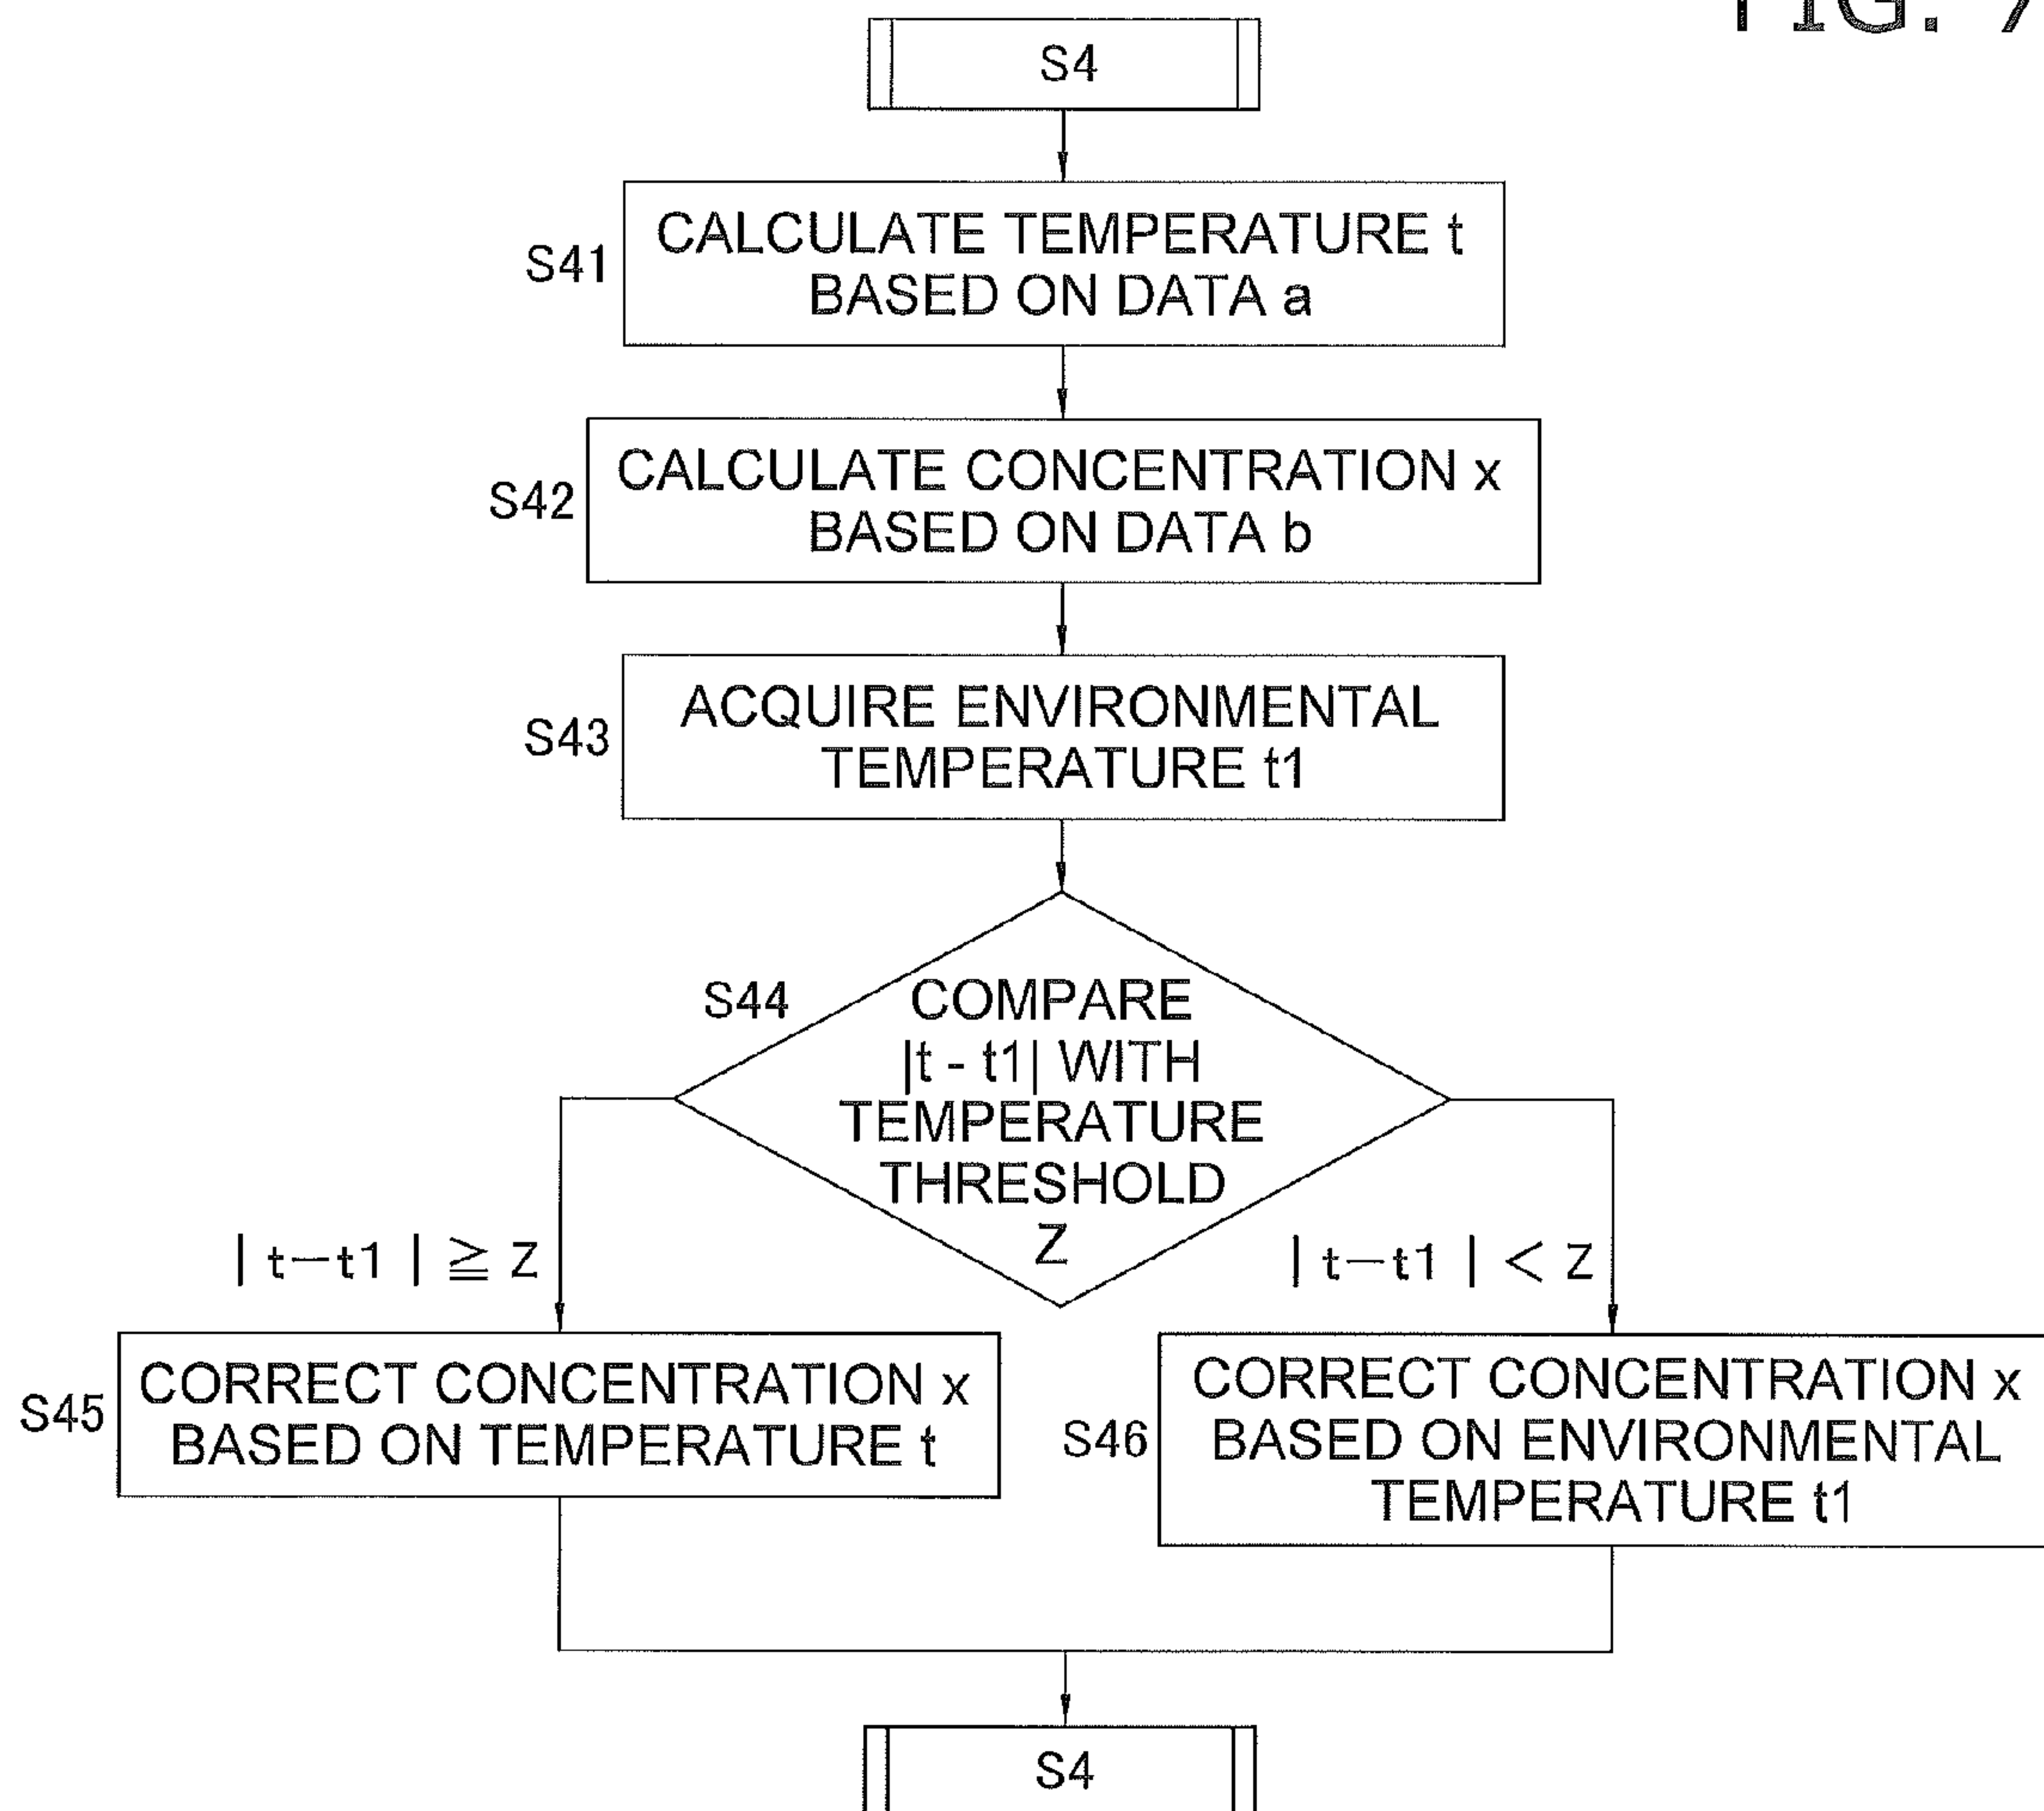 FIG. 7
S4
S41
CALCULATE TEMPERATURE t
BASED ON DATA a
S42
CALCULATE CONCENTRATION x
BASED ON DATA b
S43
ACQUIRE ENVIRONMENTAL
TEMPERATURE t1
S44
COMPARE
|t - t1| WITH
TEMPERATURE
THRESHOLD
Z
| t−t1 | ≧ Z
| t−t1 | < Z
S45
CORRECT CONCENTRATION x
BASED ON TEMPERATURE t
S46
CORRECT CONCENTRATION x
BASED ON ENVIRONMENTAL
TEMPERATURE t1
S4